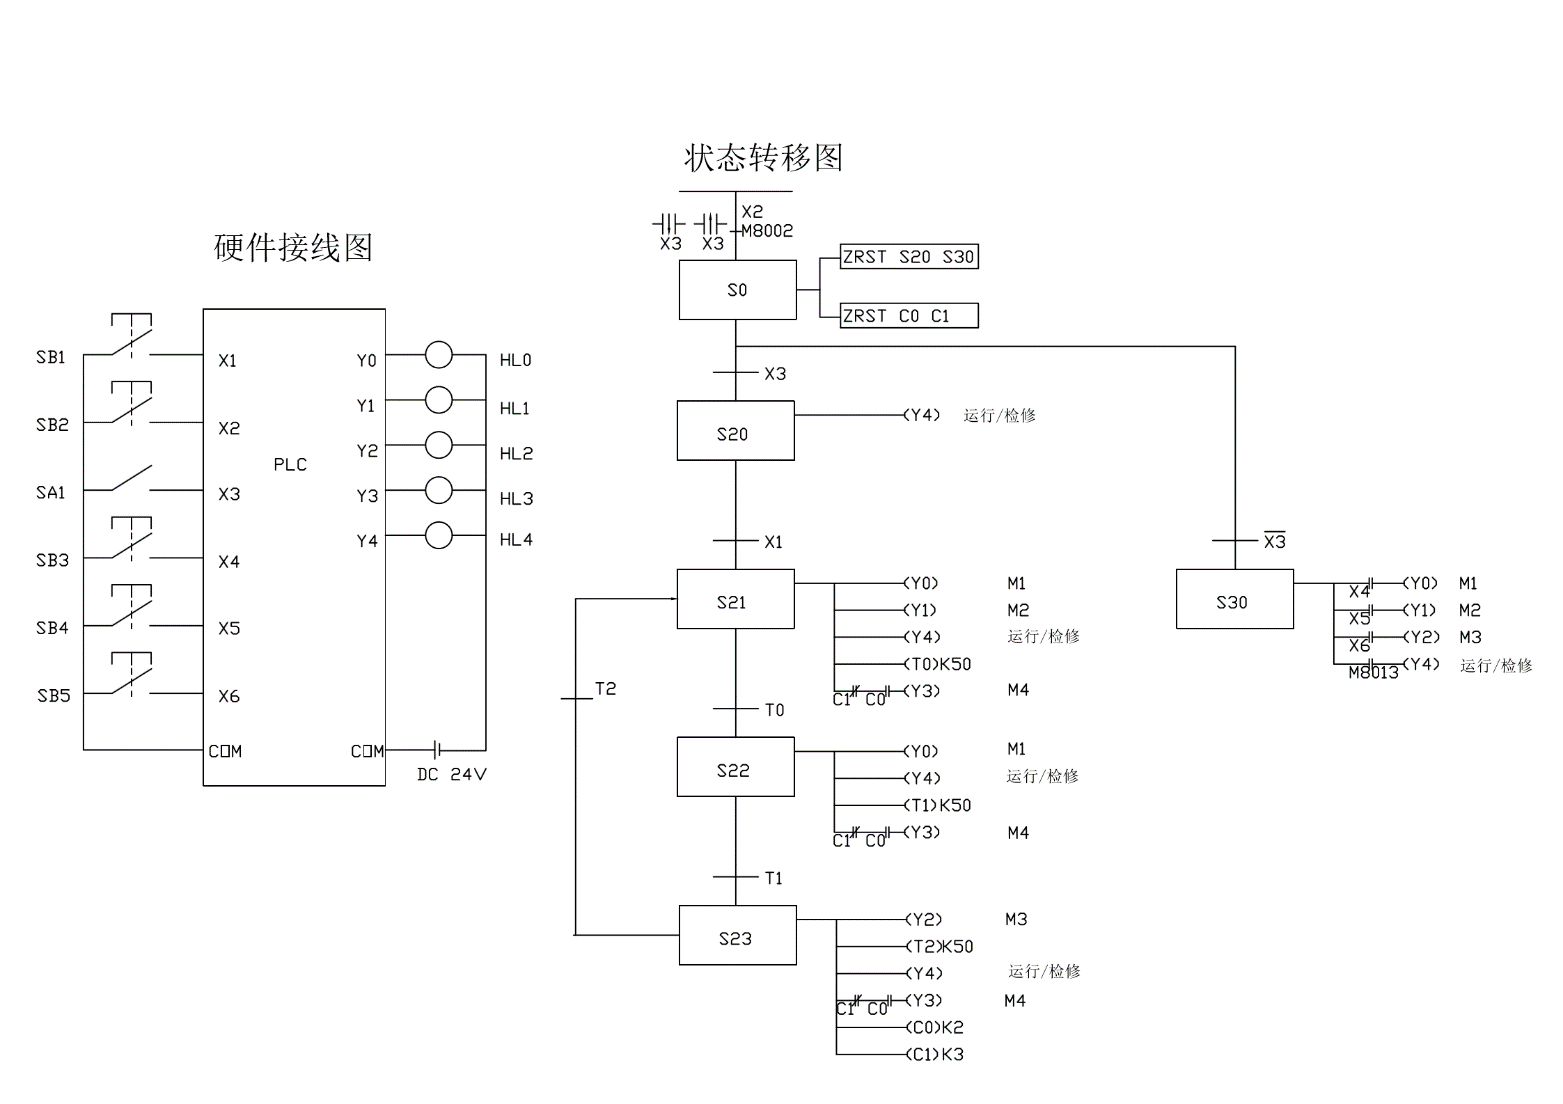 状态转移图
X2
M8002
X3 X3
S0
ZRST S20 S30
ZRST C0 C1
X3
S20
(Y4) 运行/检修
X1
X3
S21
(Y0) M1
(Y1) M2
(Y4) 运行/检修
(T0)K50
C1 C0 (Y3) M4
S30
X4 (Y0) M1
X5 (Y1) M2
X6 (Y2) M3
M8013 (Y4) 运行/检修
T2
T0
S22
(Y0) M1
(Y4) 运行/检修
(T1)K50
C1 C0 (Y3) M4
T1
S23
(Y2) M3
(T2)K50
(Y4) 运行/检修
C1 C0 (Y3) M4
(C0)K2
(C1)K3
硬件接线图
SB1 X1 Y0 HL0
Y1 HL1
SB2 X2
Y2 HL2
PLC
SA1 X3 Y3 HL3
Y4 HL4
SB3 X4
SB4 X5
SB5 X6
COM COM
DC 24V